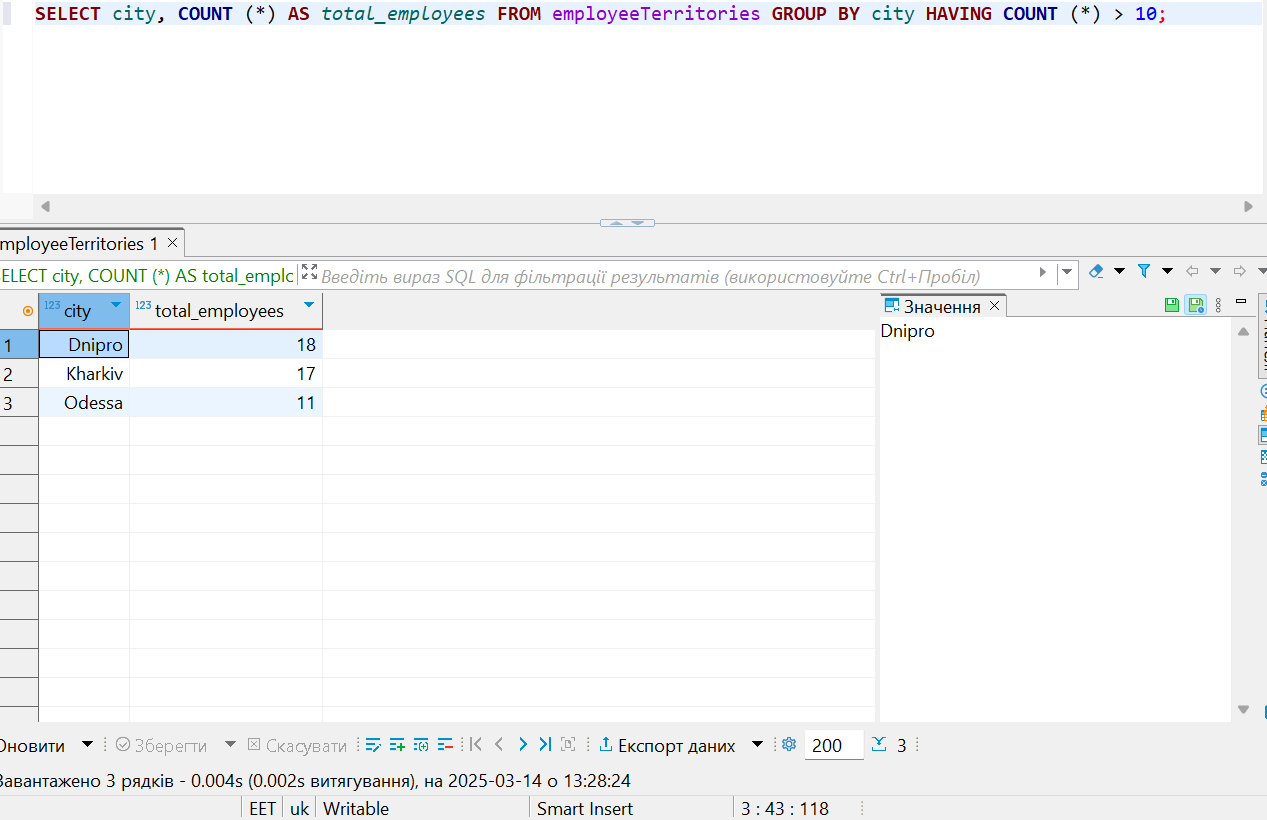 SELECT city, COUNT (*) AS total_employees FROM employeeTerritories GROUP BY city HAVING COUNT (*) > 10;
mployeeTerritories 1
ELECT city, COUNT (*) AS total_emplc Введіть вираз SQL для фільтрації результатів (використовуйте Ctrl+Пробіл)
123 city 123 total_employees Значення
1 Dnipro 18 Dnipro
2 Kharkiv 17
3 Odessa 11
Оновити Зберегти Скасувати Експорт даних 200 3
Завантажено 3 рядків - 0.004s (0.002s витягування), на 2025-03-14 о 13:28:24
EET uk Writable Smart Insert 3 : 43 : 118